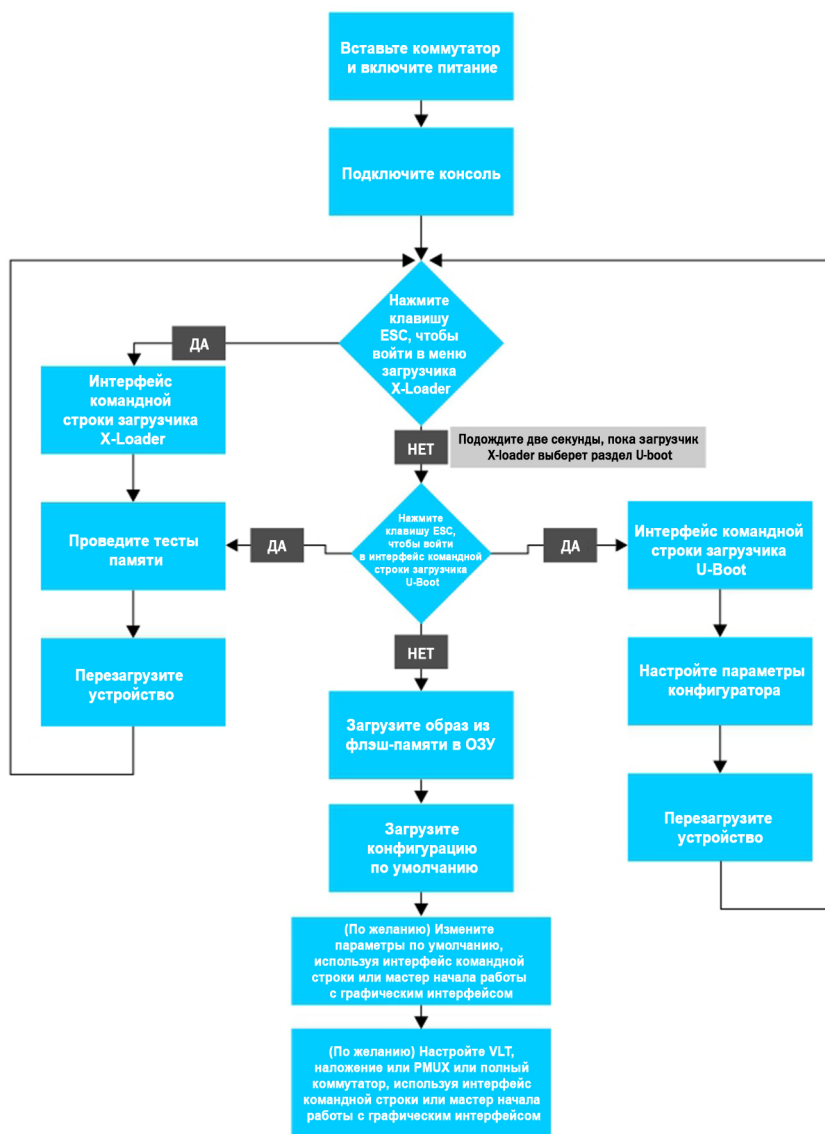 Вставьте коммутатор
и включите питание
Подключите консоль
Нажмите
клавишу
ESC, чтобы
войти в меню
загрузчика
X-Loader
ДА
Интерфейс
командной
строки загрузчика
X-Loader
НЕТ
Подождите две секунды, пока загрузчик
X-loader выберет раздел U-boot
Проведите тесты
памяти
ДА
Нажмите
клавишу ESC,
чтобы войти
в интерфейс командной
строки загрузчика
U-Boot
ДА
Интерфейс командной
строки загрузчика
U-Boot
Перезагрузите
устройство
НЕТ
Настройте параметры
конфигуратора
Загрузите образ из
флэш-памяти в ОЗУ
Перезагрузите
устройство
Загрузите
конфигурацию
по умолчанию
(По желанию) Измените
параметры по умолчанию,
используя интерфейс командной
строки или мастер начала работы
с графическим интерфейсом
(По желанию) Настройте VLT,
наложение или PMUX или полный
коммутатор, используя интерфейс
командной строки или мастер начала
работы с графическим интерфейсом